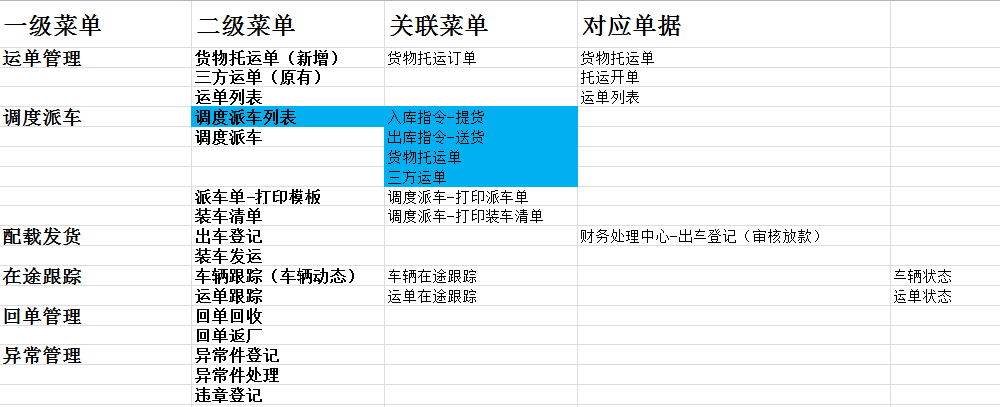 一级菜单 二级菜单 关联菜单 对应单据
运单管理 货物托运单（新增） 货物托运订单 货物托运单
三方运单（原有） 托运开单
运单列表 运单列表
调度派车 调度派车列表 入库指令-提货
调度派车 出库指令-送货
货物托运单
三方运单
派车单-打印模板 调度派车-打印派车单
装车清单 调度派车-打印装车清单
配载发货 出车登记 财务处理中心-出车登记（审核放款）
装车发运
在途跟踪 车辆跟踪（车辆动态） 车辆在途跟踪 车辆状态
运单跟踪 运单在途跟踪 运单状态
回单管理 回单回收
回单返厂
异常管理 异常件登记
异常件处理
违章登记